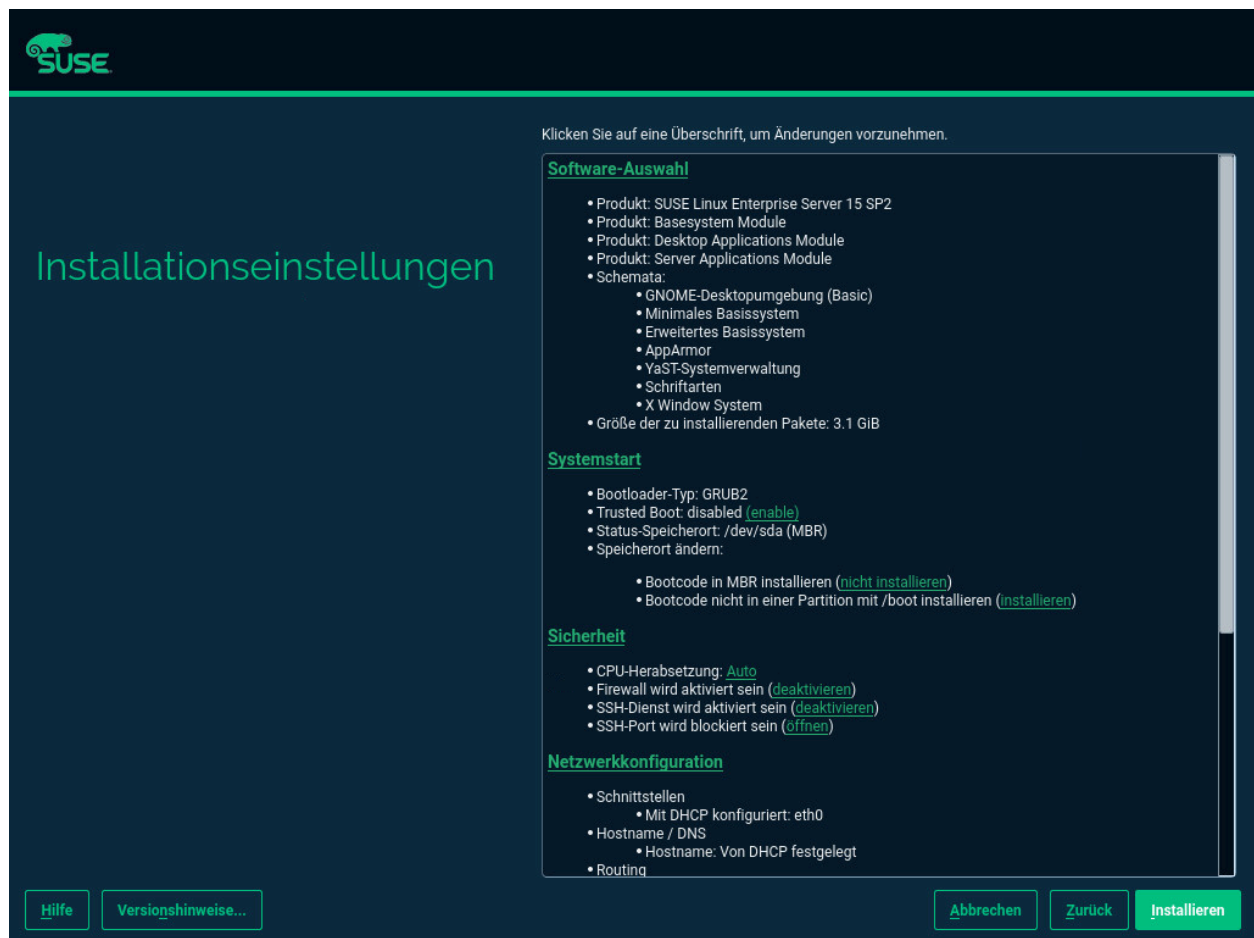 SUSE
Klicken Sie auf eine Überschrift, um Änderungen vorzunehmen.
Installationseinstellungen
Software-Auswahl
• Produkt: SUSE Linux Enterprise Server 15 SP2
• Produkt: Basesystem Module
• Produkt: Desktop Applications Module
• Produkt: Server Applications Module
• Schemata:
• GNOME-Desktopumgebung (Basic)
• Minimales Basissystem
• Erweitertes Basissystem
• AppArmor
• YaST-Systemverwaltung
• Schriftarten
• X Window System
• Größe der zu installierenden Pakete: 3.1 GiB
Systemstart
• Bootloader-Typ: GRUB2
• Trusted Boot: disabled (enable)
• Status-Speicherort: /dev/sda (MBR)
• Speicherort ändern:
• Bootcode in MBR installieren (nicht installieren)
• Bootcode nicht in einer Partition mit /boot installieren (installieren)
Sicherheit
• CPU-Herabsetzung: Auto
• Firewall wird aktiviert sein (deaktivieren)
• SSH-Dienst wird aktiviert sein (deaktivieren)
• SSH-Port wird blockiert sein (öffnen)
Netzwerkkonfiguration
• Schnittstellen
• Mit DHCP konfiguriert: eth0
• Hostname / DNS
• Hostname: Von DHCP festgelegt
• Routing
Hilfe Versionshinweise... Abbrechen Zurück Installieren